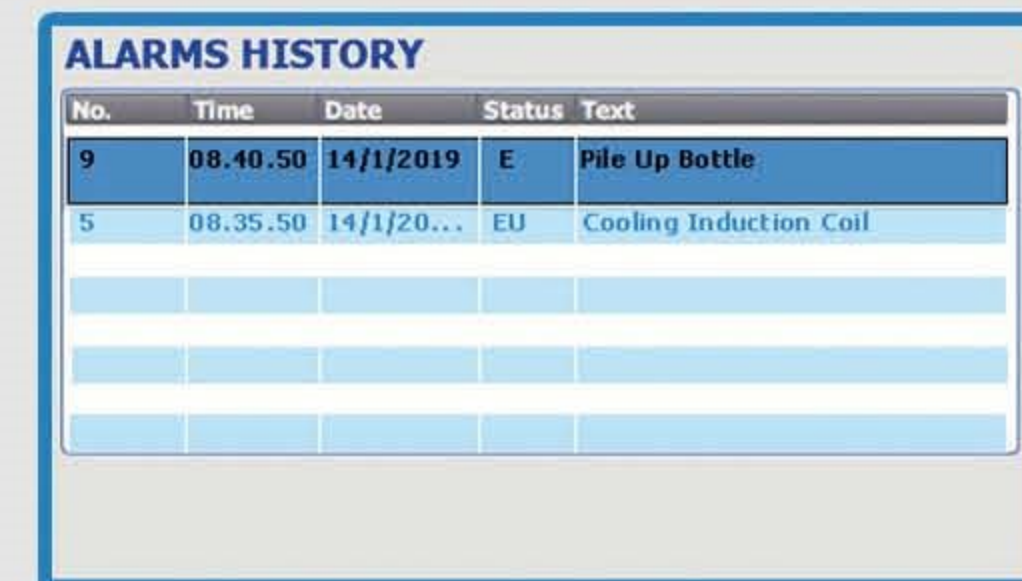 ALARMS HISTORY
No. Time Date Status Text
9 08.40.50 14/1/2019 E Pile Up Bottle
5 08.35.50 14/1/20... EU Cooling Induction Coil